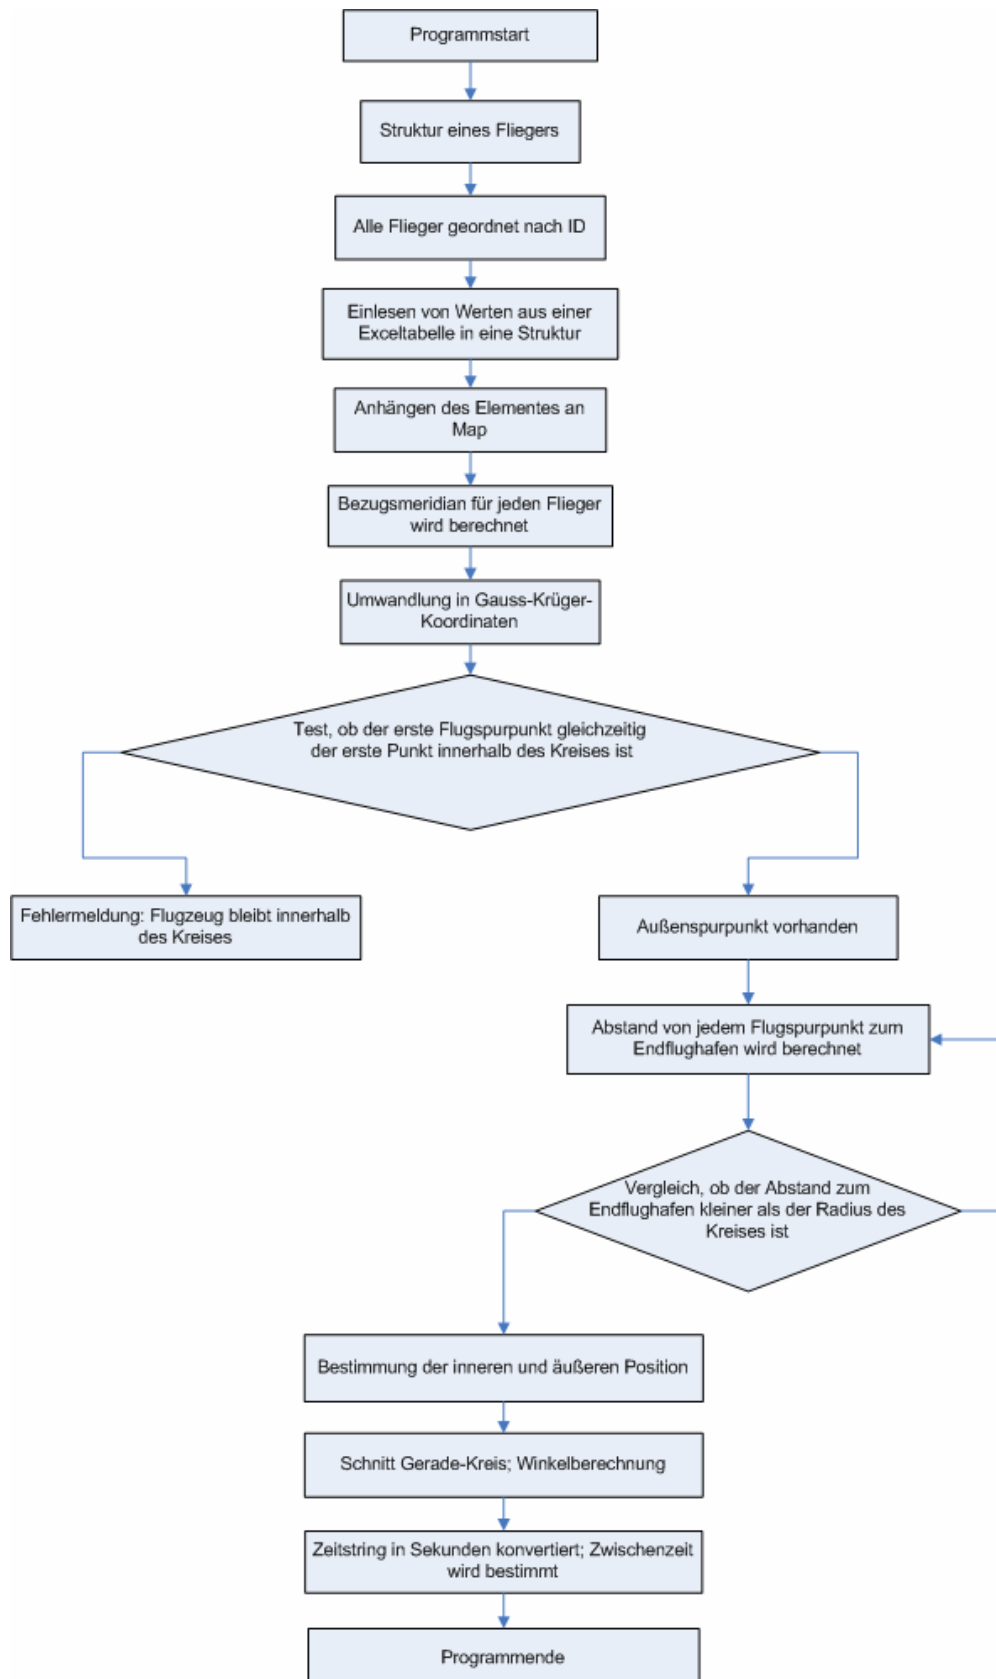 Programmstart
Struktur eines Fliegers
Alle Flieger geordnet nach ID
Einlesen von Werten aus einer
Exceltabelle in eine Struktur
Anhängen des Elementes an
Map
Bezugsmeridian für jeden Flieger
wird berechnet
Umwandlung in Gauss-Krüger-
Koordinaten
Test, ob der erste Flugspurpunkt gleichzeitig
der erste Punkt innerhalb des Kreises ist
Fehlermeldung: Flugzeug bleibt innerhalb
des Kreises
Außenspurpunkt vorhanden
Abstand von jedem Flugspurpunkt zum
Endflughafen wird berechnet
Vergleich, ob der Abstand zum
Endflughafen kleiner als der Radius des
Kreises ist
Bestimmung der inneren und äußeren Position
Schnitt Gerade-Kreis; Winkelberechnung
Zeitstring in Sekunden konvertiert; Zwischenzeit
wird bestimmt
Programmende